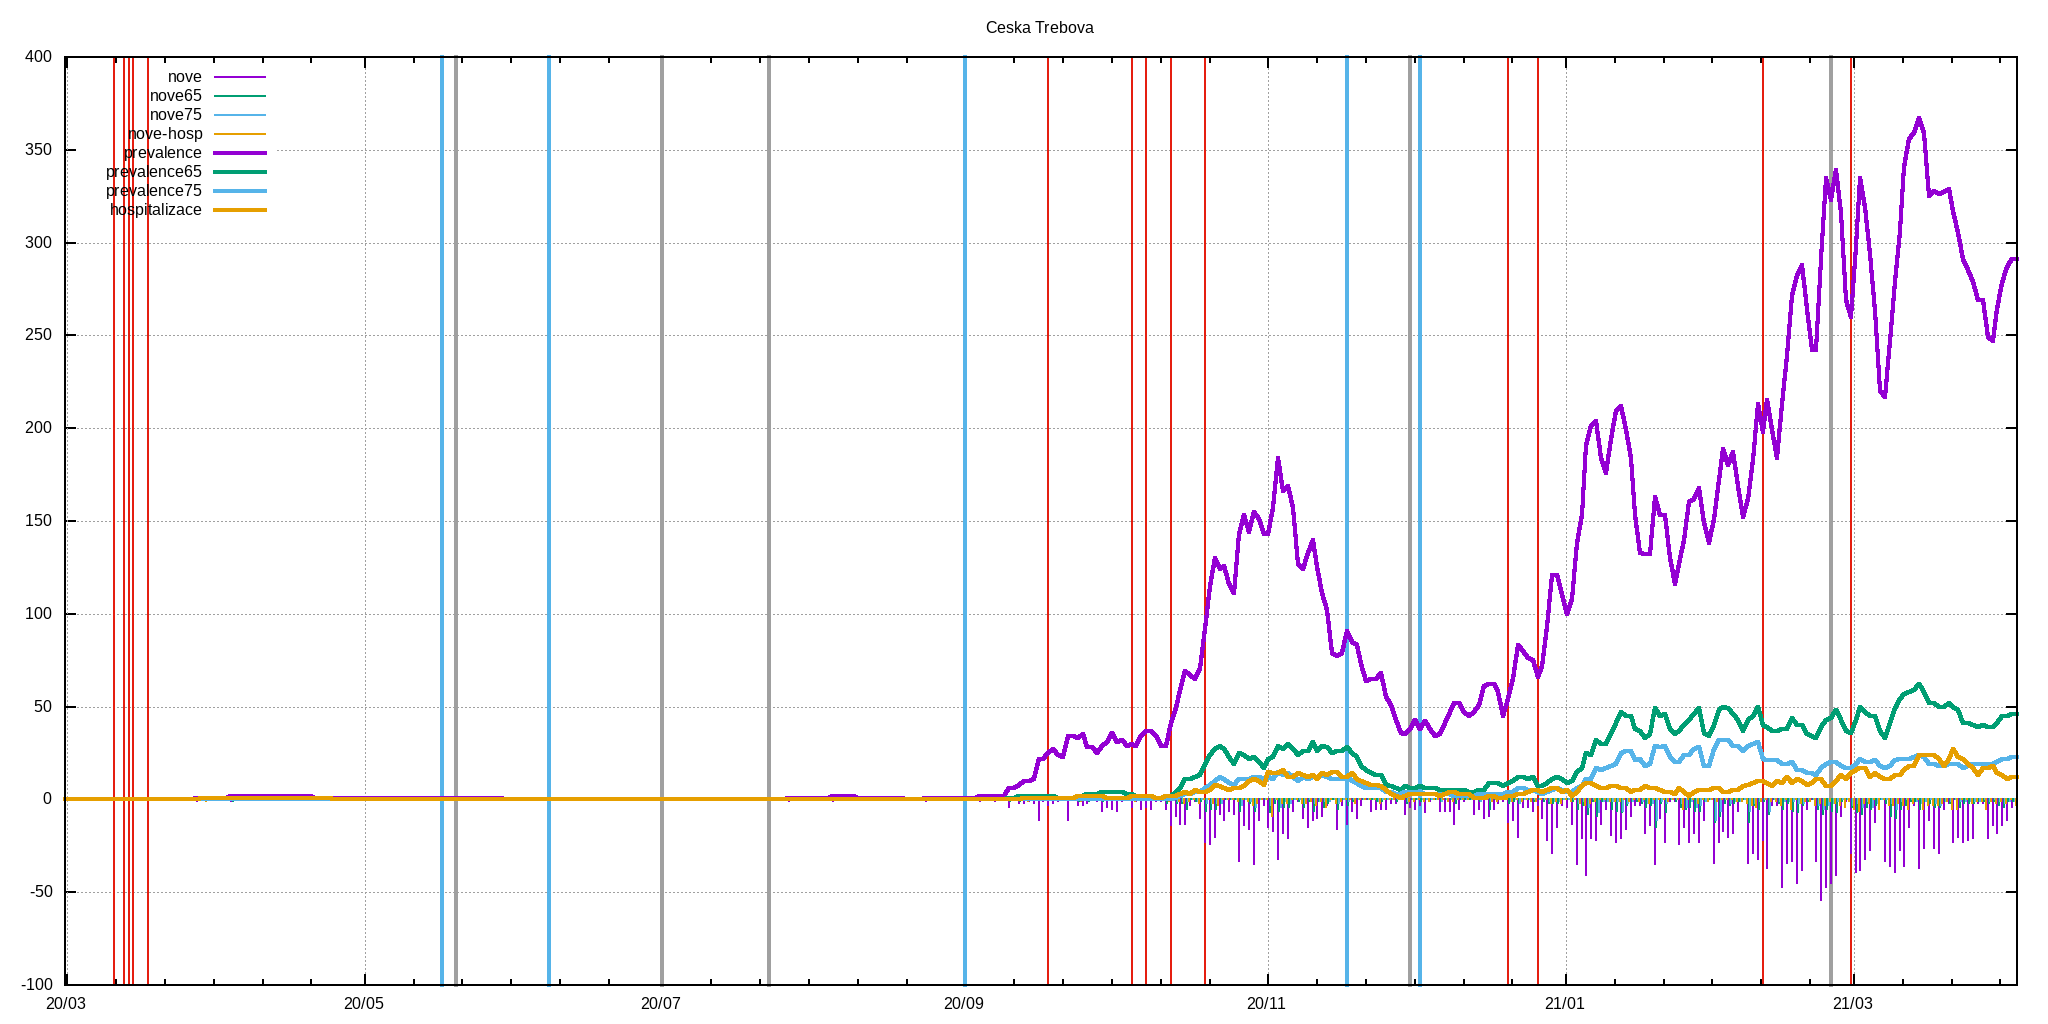 Ceska Trebova
400
350
300
250
200
150
100
50
0
-50
-100
nove
nove65
nove75
nove-hosp
prevalence
prevalence65
prevalence75
hospitalizace
20/03 20/05 20/07 20/09 20/11 21/01 21/03